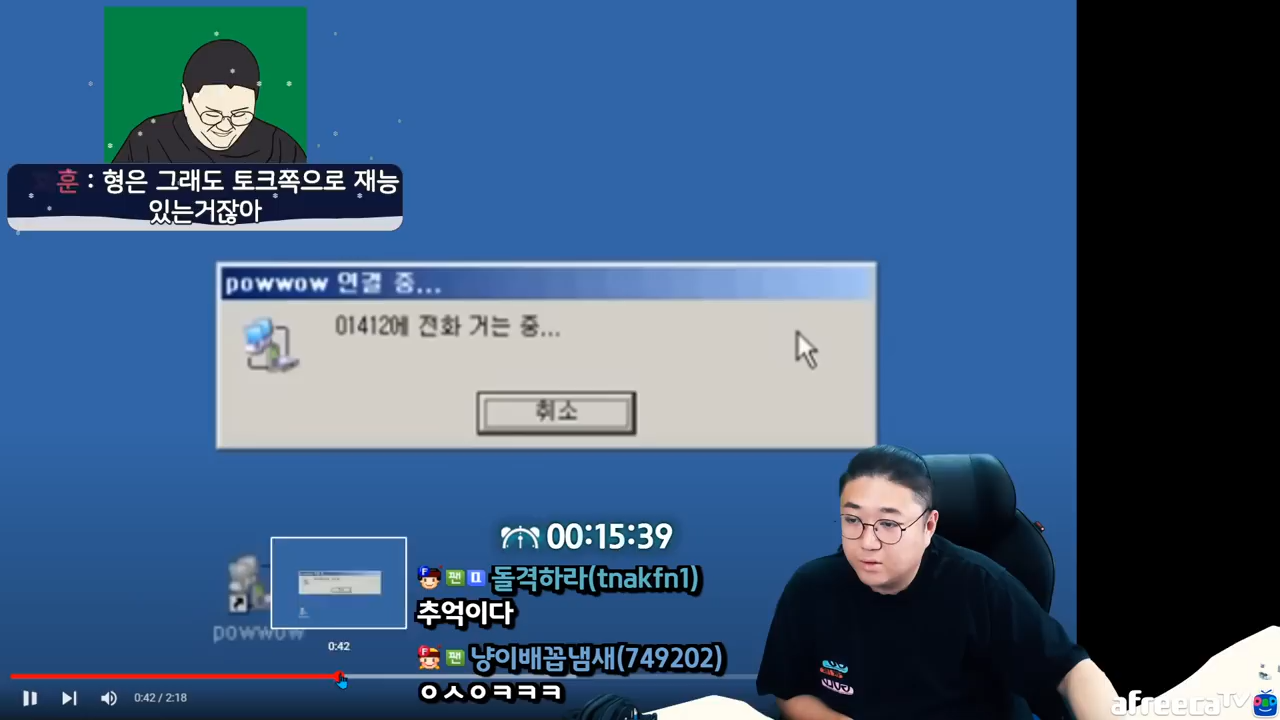 훈 : 형은 그래도 토크쪽으로 재능
있는거잖아
powwow 연결 중...
01412에 전화 거는 중...
취소
powwow
0:42
00:15:39
F 팬 돌격하라(tnakfn1)
추억이다
F 팬 냥이배꼽냄새(749202)
ㅇㅅㅇㅋㅋㅋ
0:42 / 2:18
afreecaTV